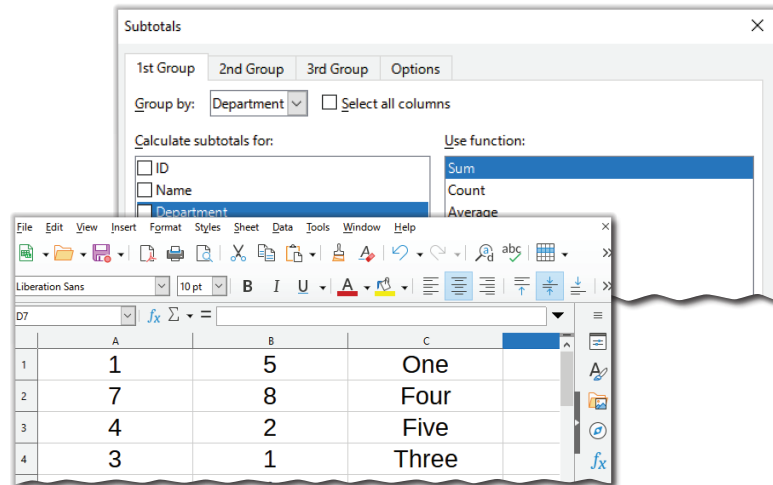 Subtotals
1st Group 2nd Group 3rd Group Options
Group by: Department Select all columns
Calculate subtotals for: Use function:
ID Sum
Name Count
Department Average
File Edit View Insert Format Styles Sheet Data Tools Window Help
abc
Liberation Sans 10 pt B I U A
D7 fx Σ =
A B C
1 1 5 One
2 7 8 Four
3 4 2 Five
4 3 1 Three